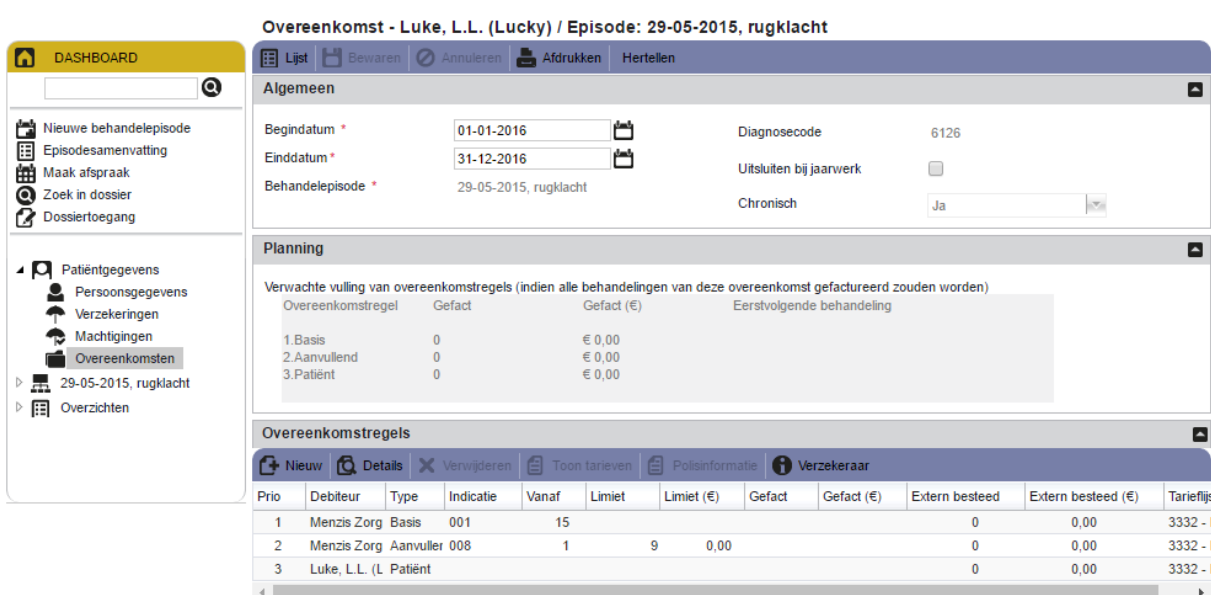 Overeenkomst - Luke, L.L. (Lucky) / Episode: 29-05-2015, rugklacht
DASHBOARD
Nieuwe behandelepisode
Episodesamenvatting
Maak afspraak
Zoek in dossier
Dossiertoegang
Patiëntgegevens
Persoonsgegevens
Verzekeringen
Machtigingen
Overeenkomsten
29-05-2015, rugklacht
Overzichten
Lijst Bewaren Annuleren Afdrukken Hertellen
Algemeen
Begindatum * 01-01-2016
Einddatum * 31-12-2016
Behandelepisode * 29-05-2015, rugklacht
Diagnosecode 6126
Uitsluiten bij jaarwerk
Chronisch Ja
Planning
Verwachte vulling van overeenkomstregels (indien alle behandelingen van deze overeenkomst gefactureerd zouden worden)
Overeenkomstregel Gefact Gefact (€) Eerstvolgende behandeling
1.Basis 0 € 0,00
2.Aanvullend 0 € 0,00
3.Patiënt 0 € 0,00
Overeenkomstregels
Nieuw Details Verwijderen Toon tarieven Polisinformatie Verzekeraar
Prio Debiteur Type Indicatie Vanaf Limiet Limiet (€) Gefact Gefact (€) Extern besteed Extern besteed (€) Tarieflijs
1 Menzis Zorg Basis 001 15 0 0,00 3332 -
2 Menzis Zorg Aanvuller 008 1 9 0,00 0 0,00 3332 -
3 Luke, L.L. (L Patiënt 0 0,00 3332 -